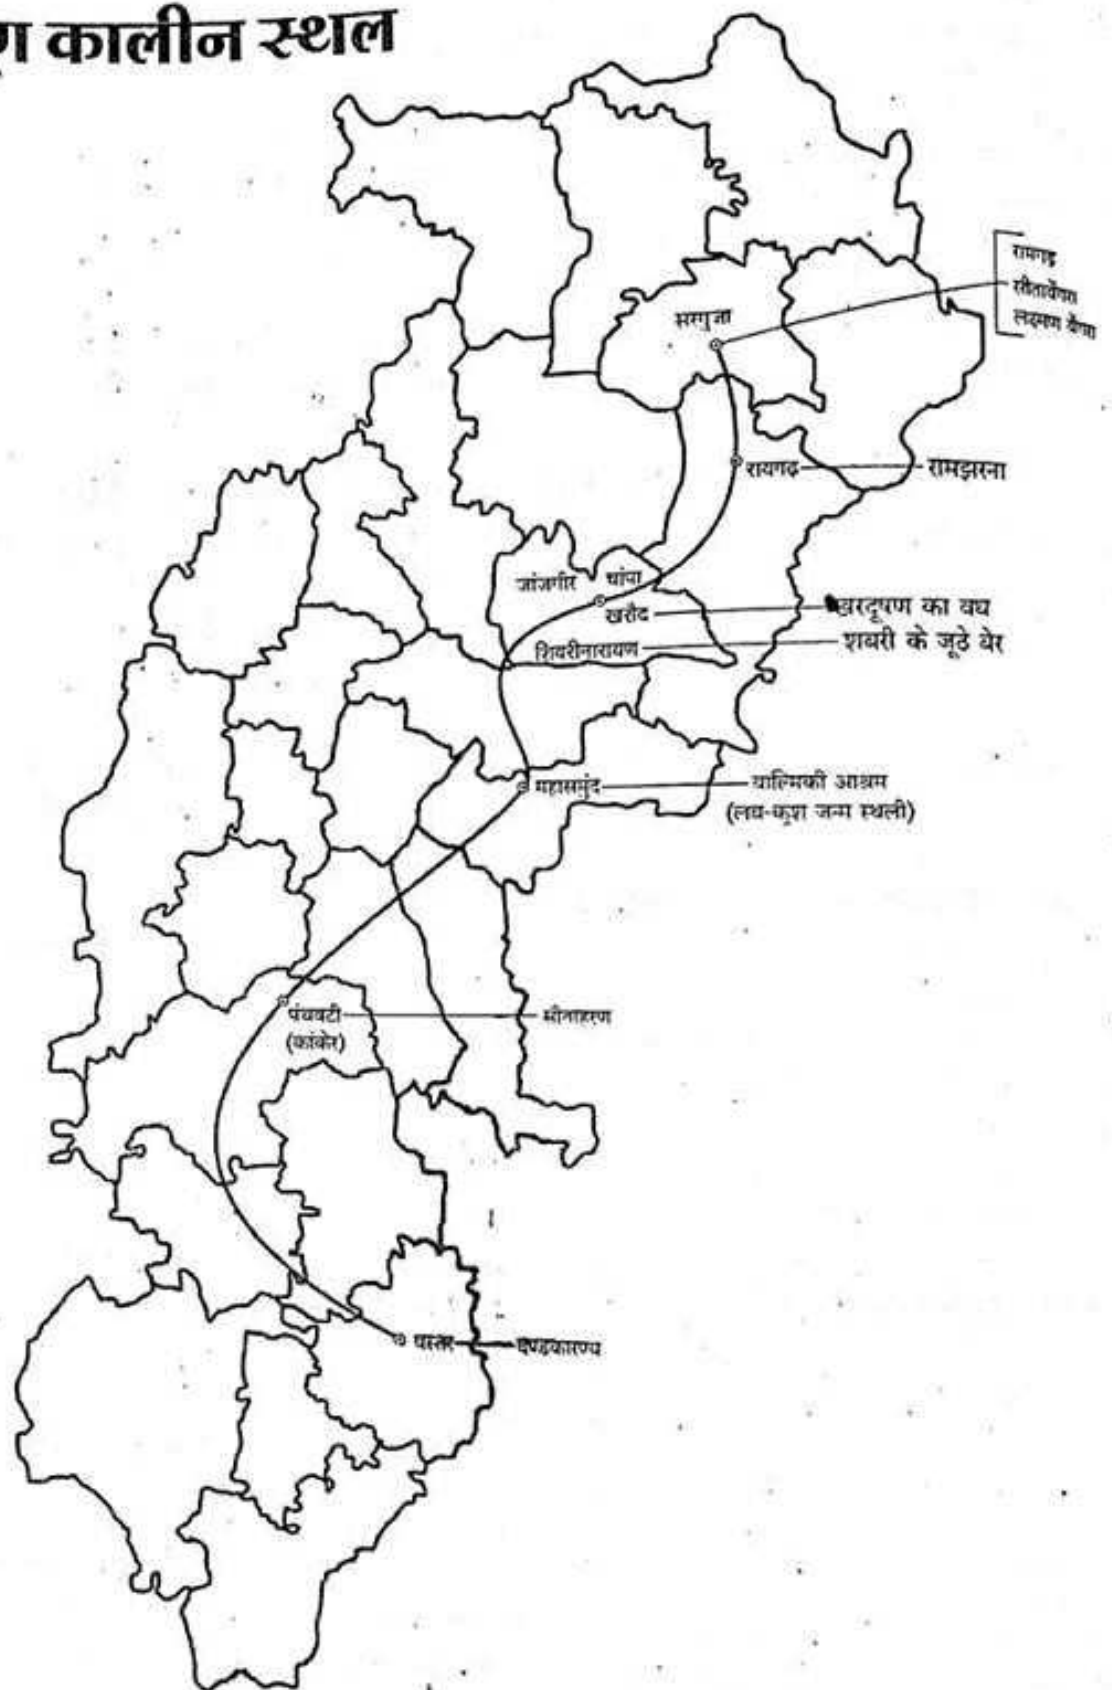 कालीन स्थल
रामगढ़
सीताबेंगरा
लक्ष्मण बेंगरा
सरगुजा
रायगढ़
रामझरना
जांजगीर चांपा
खरौद
खरदूषण का वध
शिवरीनारायण
शबरी के जूठे बेर
महासमुंद
वाल्मिकी आश्रम
(लव-कुश जन्म स्थली)
पंचवटी
सीताहरण
(कांकेर)
बस्तर
दण्डकारण्य